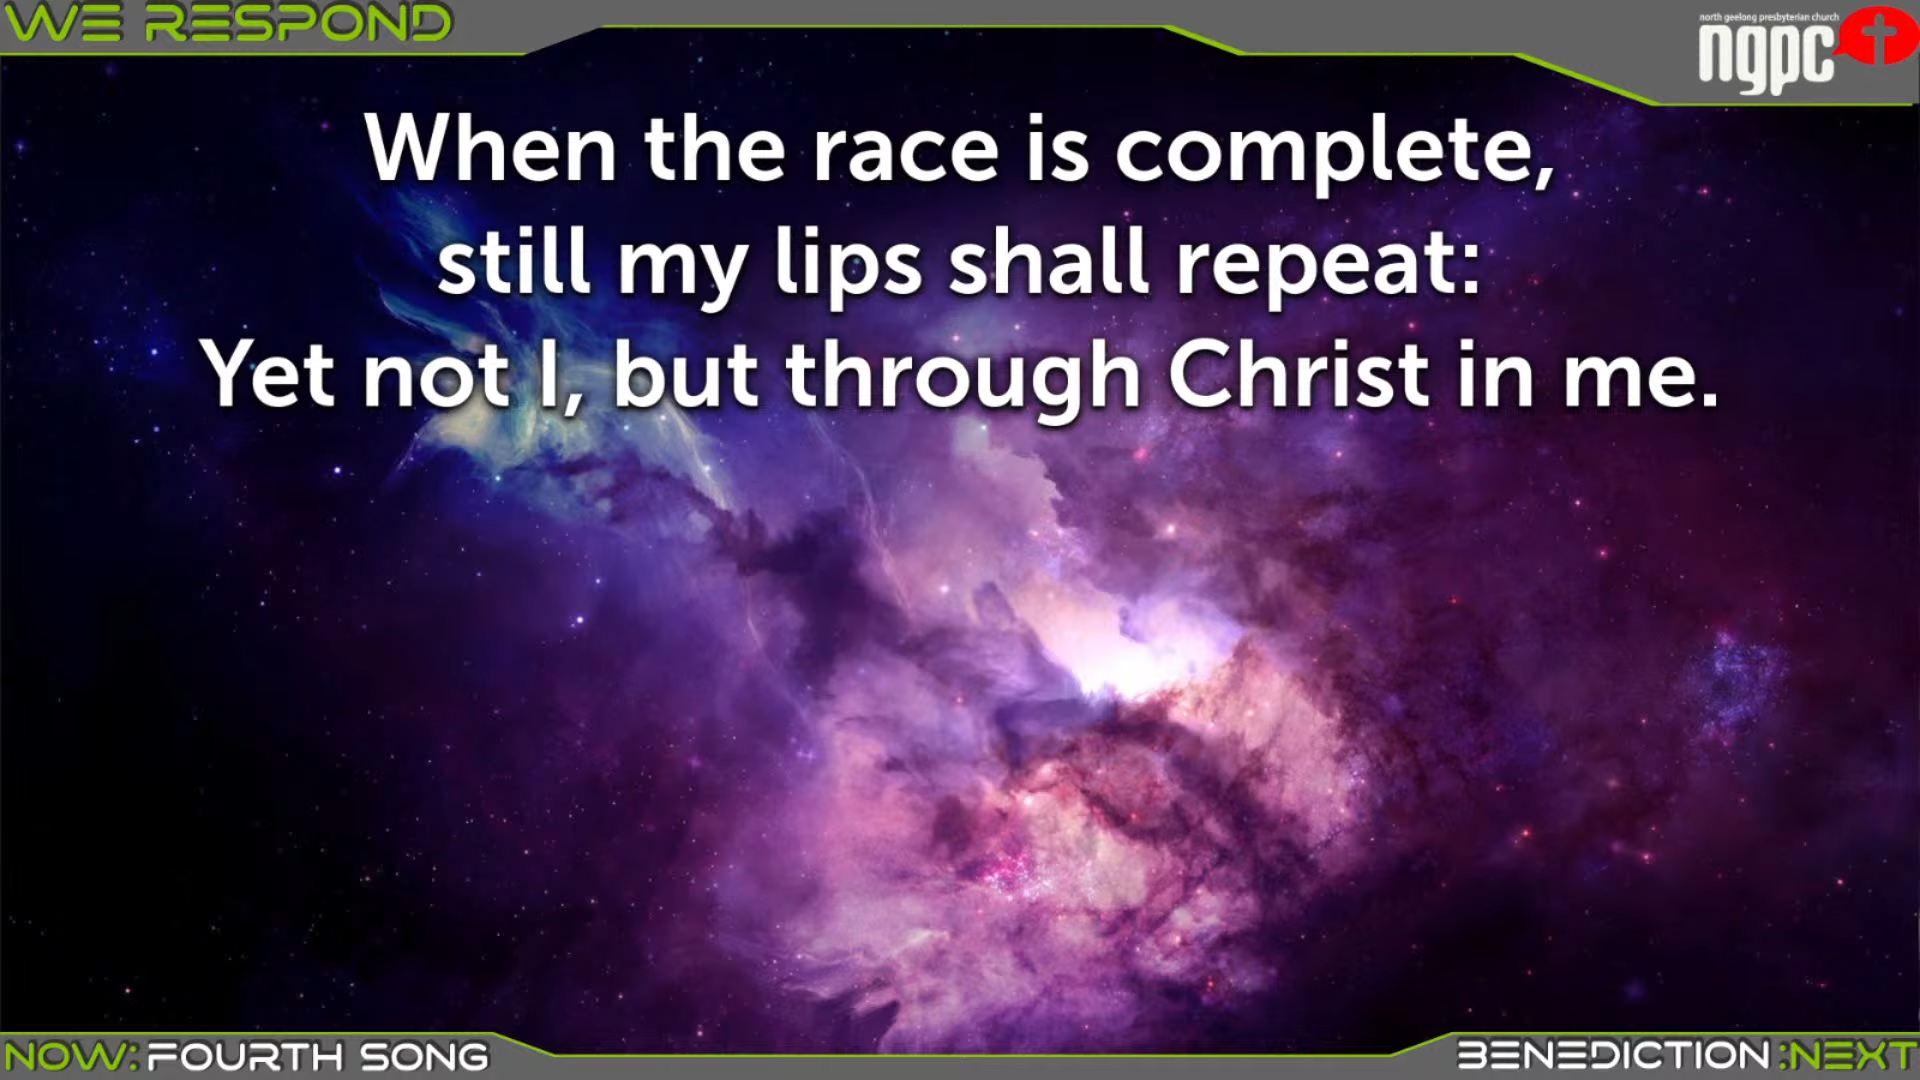 WE RESPOND
north geelong presbyterian church
ngpc
When the race is complete,
still my lips shall repeat:
Yet not I, but through Christ in me.
NOW: FOURTH SONG
BENEDICTION :NEXT